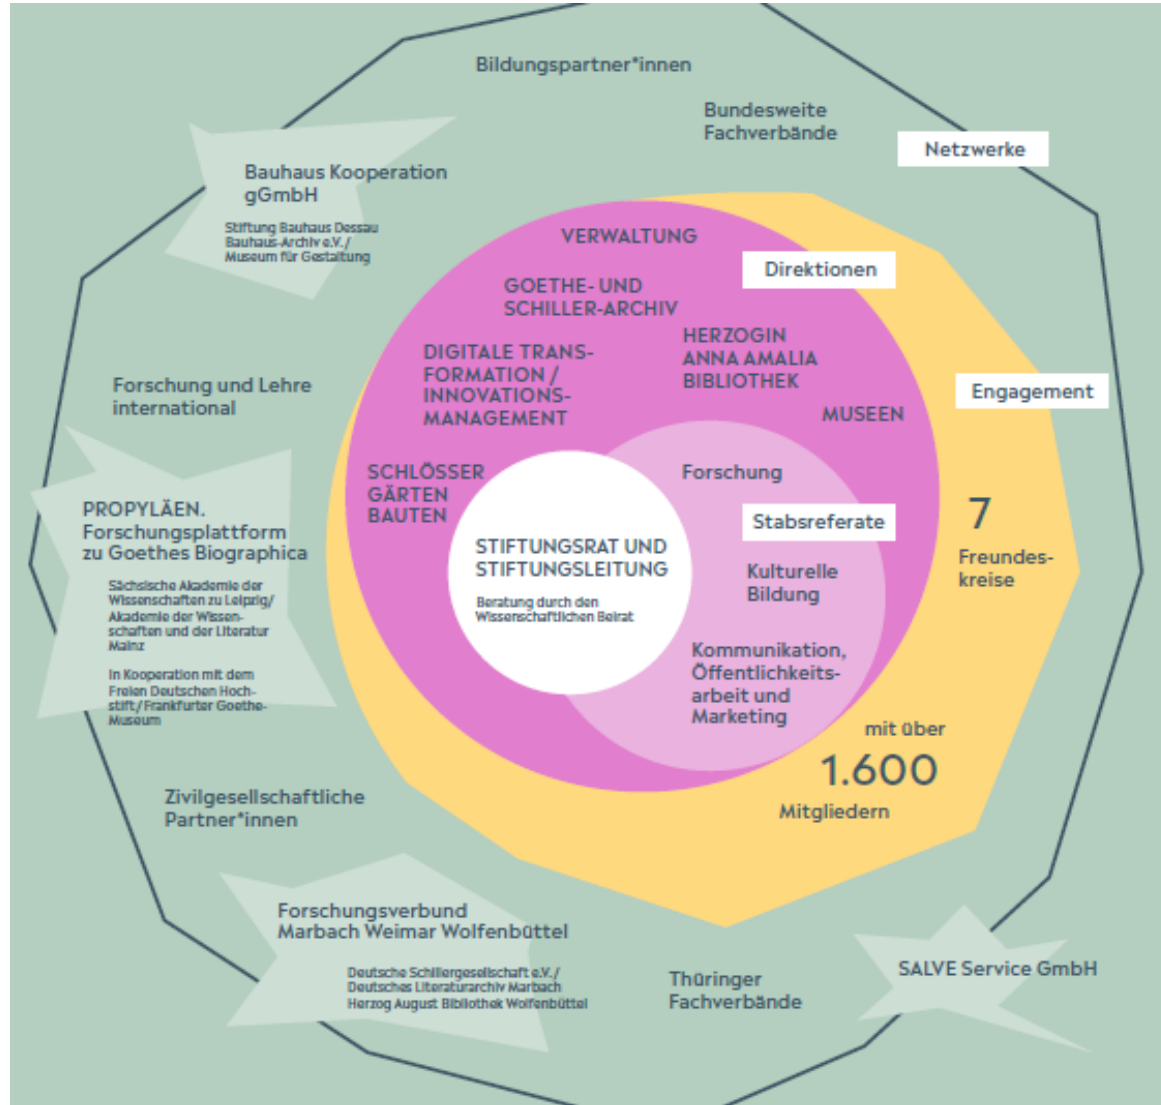 Bildungspartner*innen
Bundesweite
Fachverbände
Netzwerke
Bauhaus Kooperation
gGmbH
Stiftung Bauhaus Dessau
Bauhaus-Archiv e.V./
Museum für Gestaltung
VERWALTUNG
Direktionen
GOETHE- UND
SCHILLER-ARCHIV
HERZOGIN
ANNA AMALIA
BIBLIOTHEK
DIGITALE TRANS-
FORMATION /
INNOVATIONS-
MANAGEMENT
MUSEEN
Engagement
Forschung und Lehre
international
SCHLÖSSER
GÄRTEN
BAUTEN
Forschung
Stabsreferate
Kulturelle
Bildung
Kommunikation,
Öffentlichkeits-
arbeit und
Marketing
STIFTUNGSRAT UND
STIFTUNGSLEITUNG
Beratung durch den
Wissenschaftlichen Beirat
7
Freundes-
kreise
mit über
1.600
Mitgliedern
PROPYLÄEN.
Forschungsplattform
zu Goethes Biographica
Sächsische Akademie der
Wissenschaften zu Leipzig/
Akademie der Wissen-
schaften und der Literatur
Mainz
In Kooperation mit dem
Freien Deutschen Hoch-
stift/Frankfurter Goethe-
Museum
Zivilgesellschaftliche
Partner*innen
Forschungsverbund
Marbach Weimar Wolfenbüttel
Deutsche Schillergesellschaft e.V./
Deutsches Literaturarchiv Marbach
Herzog August Bibliothek Wolfenbüttel
Thüringer
Fachverbände
SALVE Service GmbH